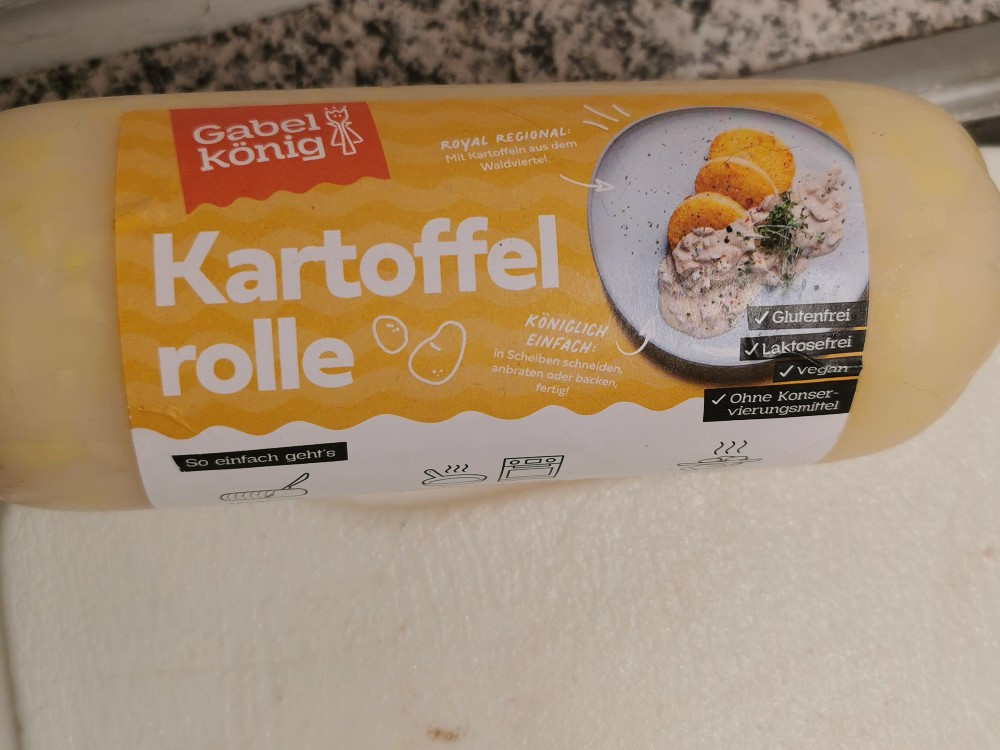 Gabel
könig
ROYAL REGIONAL:
Mit Kartoffeln aus dem
Waldviertel.
Kartoffel
rolle
KÖNIGLICH
EINFACH:
in Scheiben schneiden,
anbraten oder backen,
fertig!
✓ Glutenfrei
✓ Laktosefrei
✓ vegan
✓ Ohne Konser-
vierungsmittel
So einfach geht's